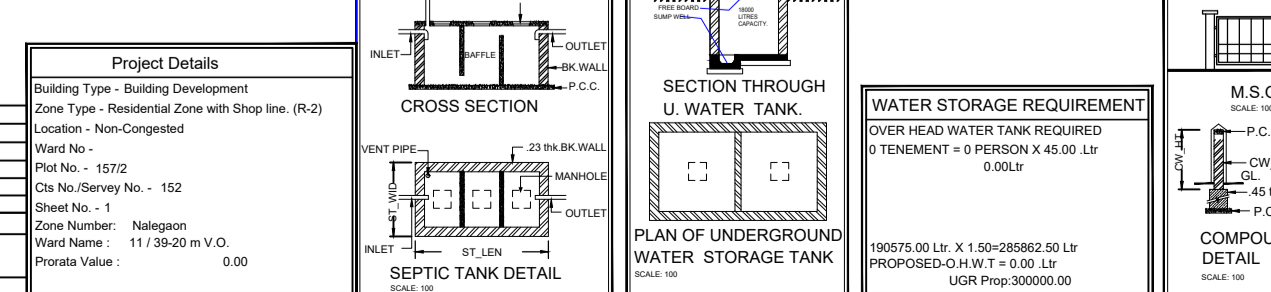 Project Details
Building Type - Building Development
Zone Type - Residential Zone with Shop line. (R-2)
Location - Non-Congested
Ward No -
Plot No. - 157/2
Cts No./Servey No. - 152
Sheet No. - 1
Zone Number: Nalegaon
Ward Name : 11 / 39-20 m V.O.
Prorata Value : 0.00
INLET
BAFFLE
OUTLET
BK.WALL
P.C.C.
CROSS SECTION
VENT PIPE
.23 thk.BK.WALL
MANHOLE
ST_WID
OUTLET
INLET
ST_LEN
SEPTIC TANK DETAIL
SCALE: 100
FREE BOARD
SUMP WELL
18000
LITRES
CAPACITY.
SECTION THROUGH
U. WATER TANK.
PLAN OF UNDERGROUND
WATER STORAGE TANK
SCALE: 100
WATER STORAGE REQUIREMENT
OVER HEAD WATER TANK REQUIRED
0 TENEMENT = 0 PERSON X 45.00 .Ltr
0.00Ltr
190575.00 Ltr. X 1.50=285862.50 Ltr
PROPOSED-O.H.W.T = 0.00 .Ltr
UGR Prop:300000.00
M.S.
SCALE: 100
P.C.
CW_HT
CW_
GL.
.45 t
P.C
COMPOU
DETAIL
SCALE: 100